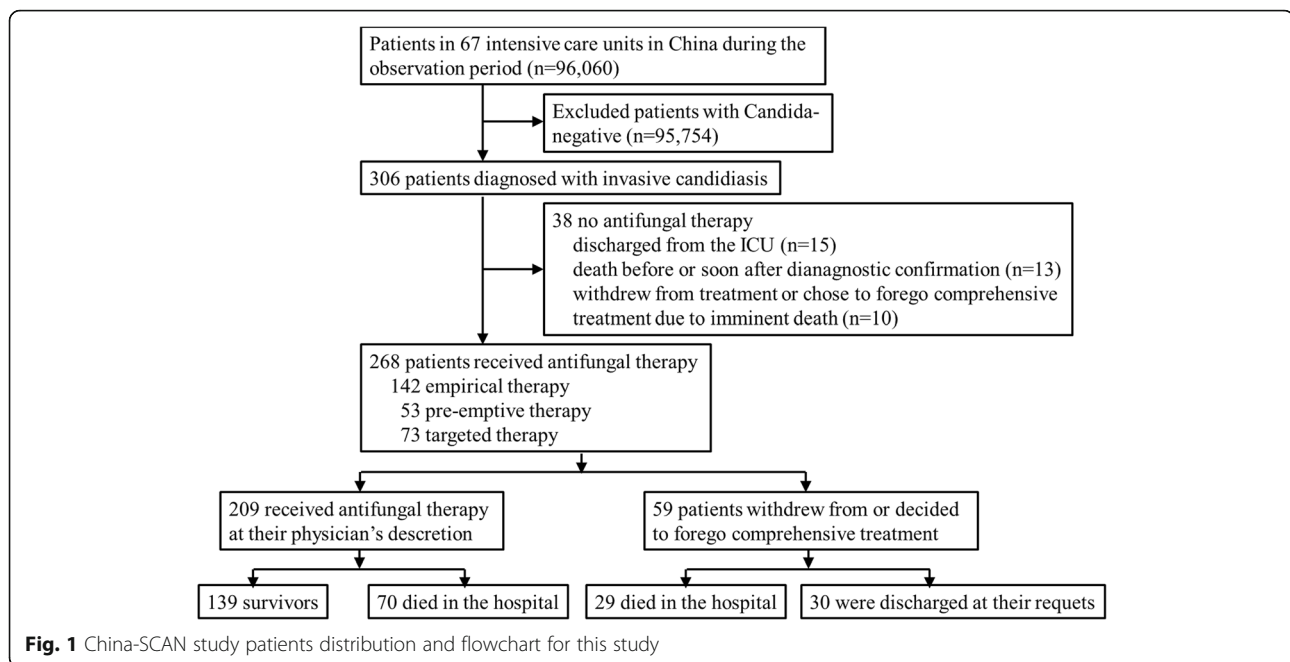 Patients in 67 intensive care units in China during the
observation period (n=96,060)
Excluded patients with Candida-
negative (n=95,754)
306 patients diagnosed with invasive candidiasis
38 no antifungal therapy
discharged from the ICU (n=15)
death before or soon after dianagnostic confirmation (n=13)
withdrew from treatment or chose to forego comprehensive
treatment due to imminent death (n=10)
268 patients received antifungal therapy
142 empirical therapy
53 pre-emptive therapy
73 targeted therapy
209 received antifungal therapy
at their physician's descretion
59 patients withdrew from or decided
to forego comprehensive treatment
139 survivors
70 died in the hospital
29 died in the hospital
30 were discharged at their requets
Fig. 1 China-SCAN study patients distribution and flowchart for this study